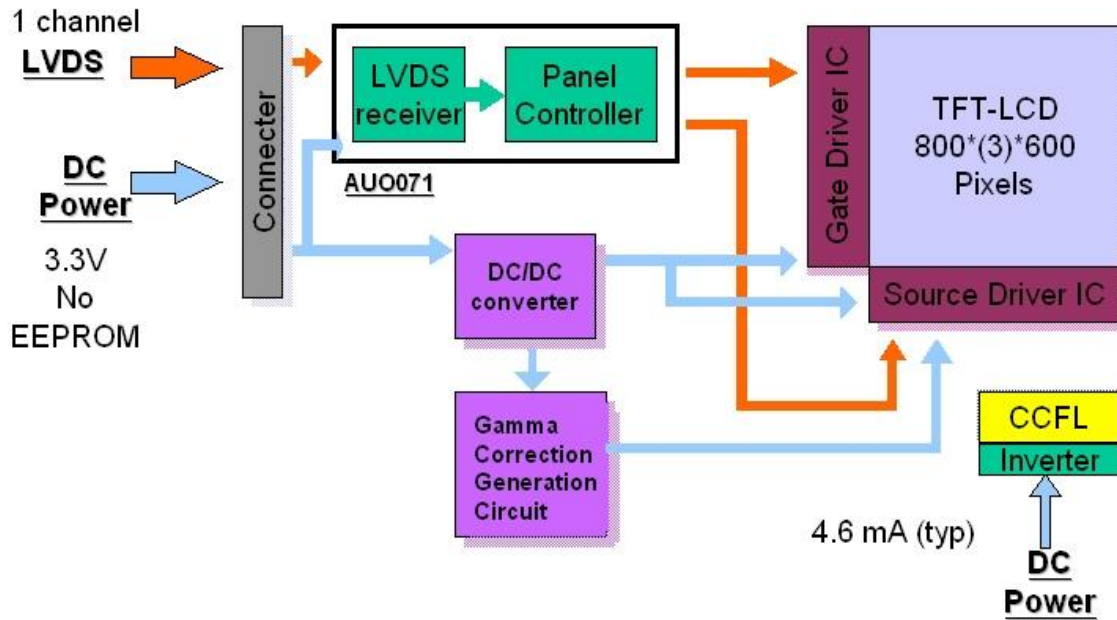 1 channel
LVDS
DC
Power
3.3V
No
EEPROM
Connecter
LVDS
receiver
Panel
Controller
AUO071
DC/DC
converter
Gamma
Correction
Generation
Circuit
Gate Driver IC
TFT-LCD
800*(3)*600
Pixels
Source Driver IC
CCFL
Inverter
4.6 mA (typ)
DC
Power